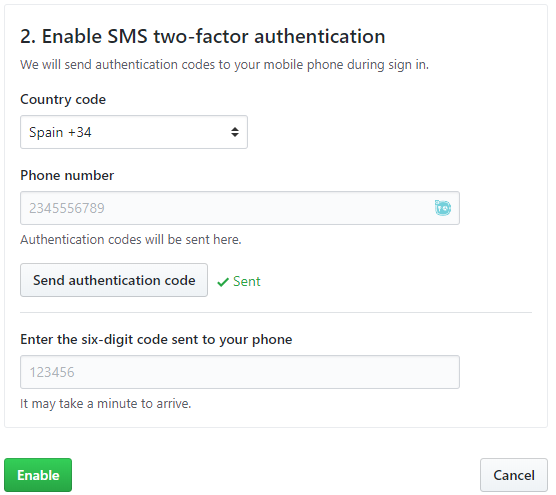 2. Enable SMS two-factor authentication
We will send authentication codes to your mobile phone during sign in.
Country code
Spain +34
Phone number
2345556789
Authentication codes will be sent here.
Send authentication code
Sent
Enter the six-digit code sent to your phone
123456
It may take a minute to arrive.
Enable
Cancel